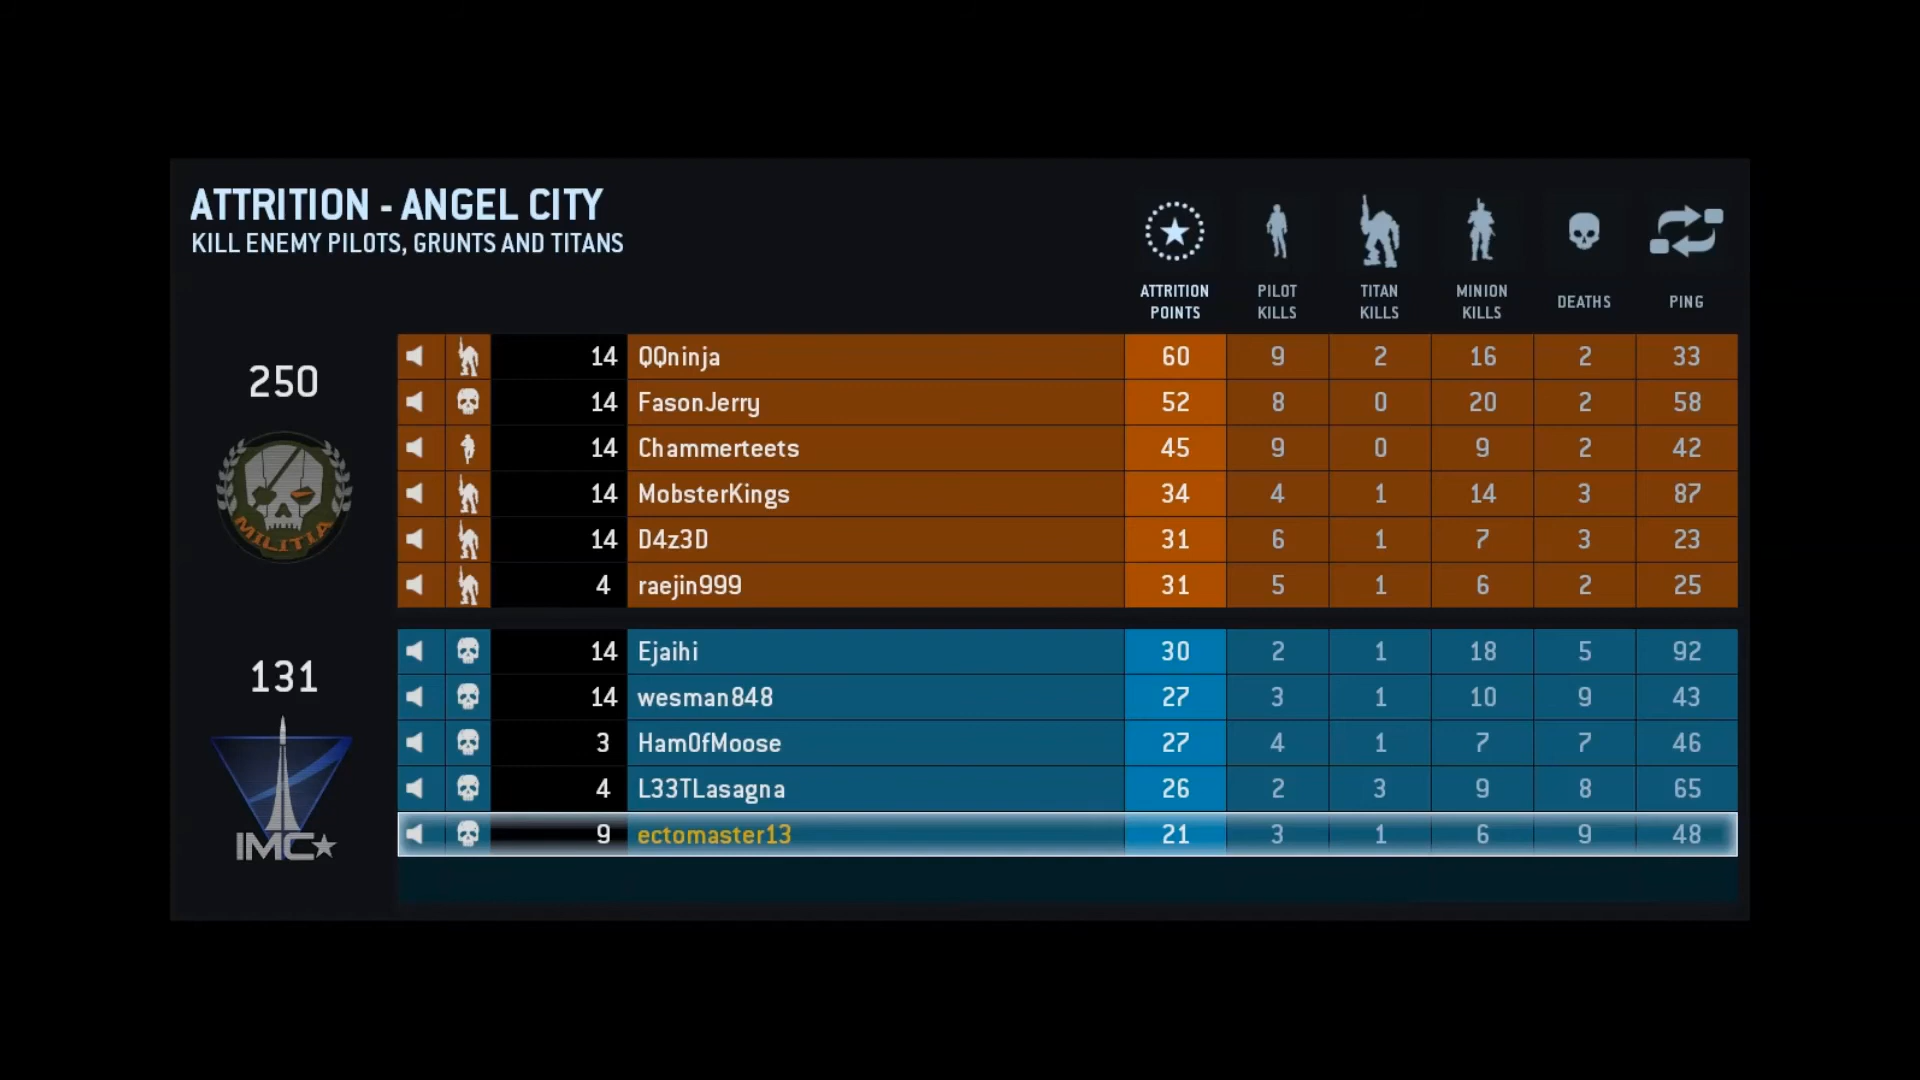 ATTRITION - ANGEL CITY
KILL ENEMY PILOTS, GRUNTS AND TITANS
ATTRITION POINTS PILOT KILLS TITAN KILLS MINION KILLS DEATHS PING
250
MILITIA
14 QQninja 60 9 2 16 2 33
14 FasonJerry 52 8 0 20 2 58
14 Chammerteets 45 9 0 9 2 42
14 MobsterKings 34 4 1 14 3 87
14 D4z3D 31 6 1 7 3 23
4 raejin999 31 5 1 6 2 25
131
IMC
14 Ejaihi 30 2 1 18 5 92
14 wesman848 27 3 1 10 9 43
3 HamOfMoose 27 4 1 7 7 46
4 L33TLasagna 26 2 3 9 8 65
9 ectomaster13 21 3 1 6 9 48